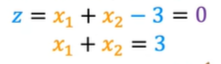 z = x₁ + x₂ − 3 = 0
x₁ + x₂ = 3